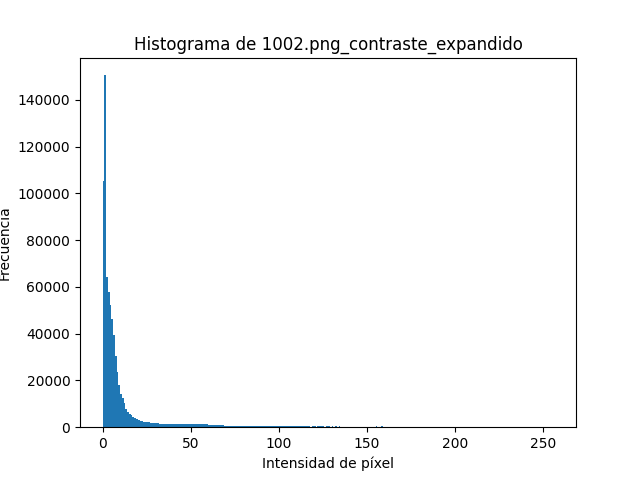 Histograma de 1002.png_contraste_expandido
140000
120000
100000
80000
60000
40000
20000
0
Frecuencia
0 50 100 150 200 250
Intensidad de píxel